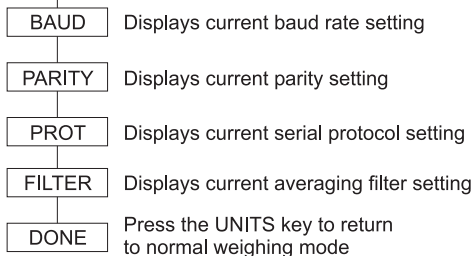 BAUD Displays current baud rate setting
PARITY Displays current parity setting
PROT Displays current serial protocol setting
FILTER Displays current averaging filter setting
DONE Press the UNITS key to return
to normal weighing mode